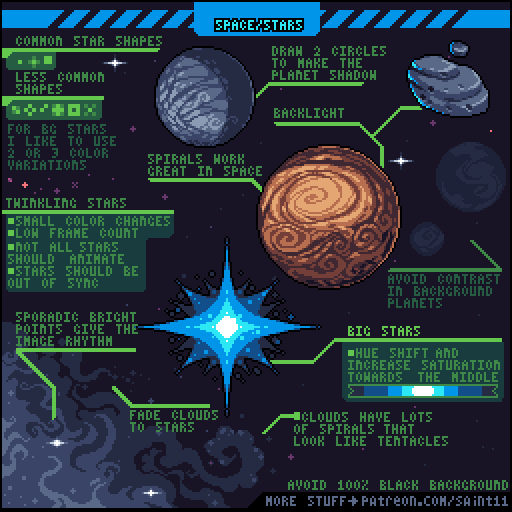 SPACE/STARS
COMMON STAR SHAPES
LESS COMMON
SHAPES
FOR BG STARS
I LIKE TO USE
2 OR 3 COLOR
VARIATIONS
DRAW 2 CIRCLES
TO MAKE THE
PLANET SHADOW
BACKLIGHT
SPIRALS WORK
GREAT IN SPACE
TWINKLING STARS
SMALL COLOR CHANGES
LOW FRAME COUNT
NOT ALL STARS
SHOULD ANIMATE
STARS SHOULD BE
OUT OF SYNC
AVOID CONTRAST
IN BACKGROUND
PLANETS
SPORADIC BRIGHT
POINTS GIVE THE
IMAGE RHYTHM
BIG STARS
HUE SHIFT AND
INCREASE SATURATION
TOWARDS THE MIDDLE
FADE CLOUDS
TO STARS
CLOUDS HAVE LOTS
OF SPIRALS THAT
LOOK LIKE TENTACLES
AVOID 100% BLACK BACKGROUND
MORE STUFF→PATREON.COM/SAINT11